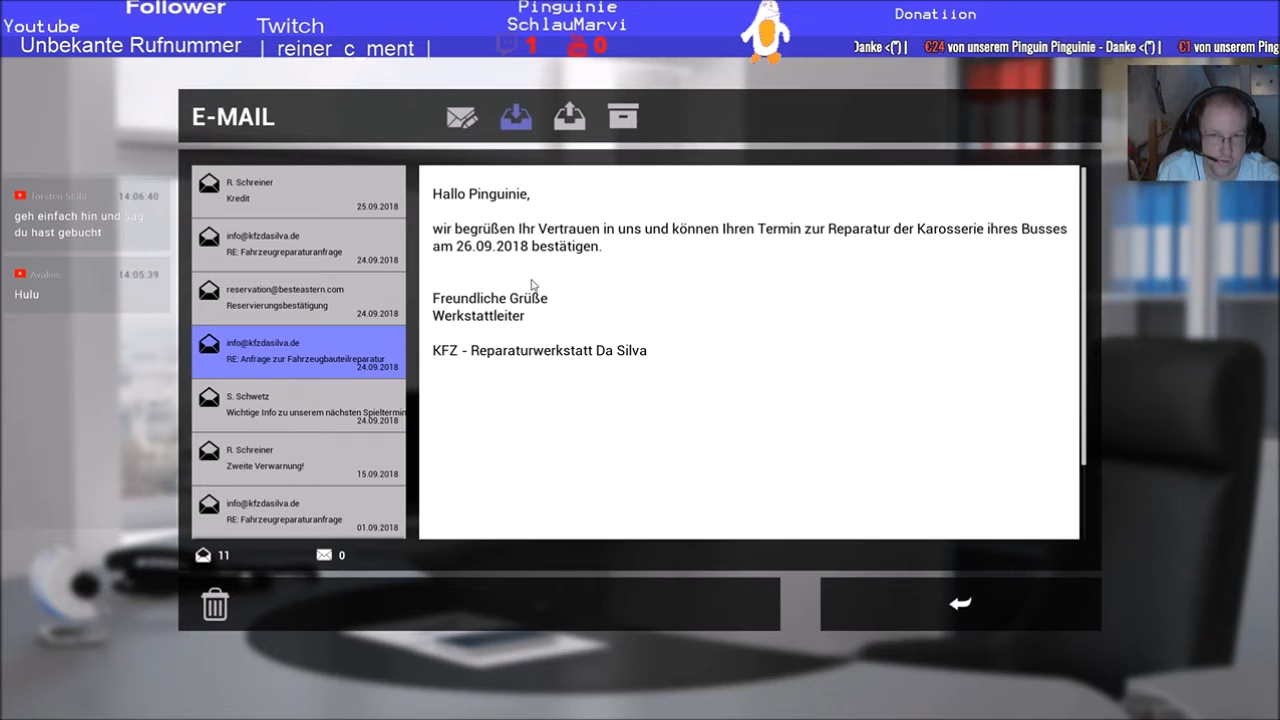 Follower
Youtube
Twitch
Pinguinie
SchlauMarvi
Donatiion
Unbekante Rufnummer
| reiner_c_ment |
1
0
Danke <(") | €24 von unserem Pinguin Pinguinie - Danke <(") | €1 von unserem Ping
E-MAIL
R. Schreiner
Kredit
25.09.2018
info@kfzdasilva.de
RE: Fahrzeugreparaturanfrage
24.09.2018
reservation@besteastern.com
Reservierungsbestätigung
24.09.2018
info@kfzdasilva.de
RE: Anfrage zur Fahrzeugbauteilreparatur
24.09.2018
S. Schwetz
Wichtige Info zu unserem nächsten Spieltermin
24.09.2018
R. Schreiner
Zweite Verwarnung!
15.09.2018
info@kfzdasilva.de
RE: Fahrzeugreparaturanfrage
01.09.2018
11
0
Hallo Pinguinie,
wir begrüßen Ihr Vertrauen in uns und können Ihren Termin zur Reparatur der Karosserie ihres Busses
am 26.09.2018 bestätigen.
Freundliche Grüße
Werkstattleiter
KFZ - Reparaturwerkstatt Da Silva
14:06:40
geh einfach hin und sag
du hast gebucht
Avalios
14:05:39
Hulu